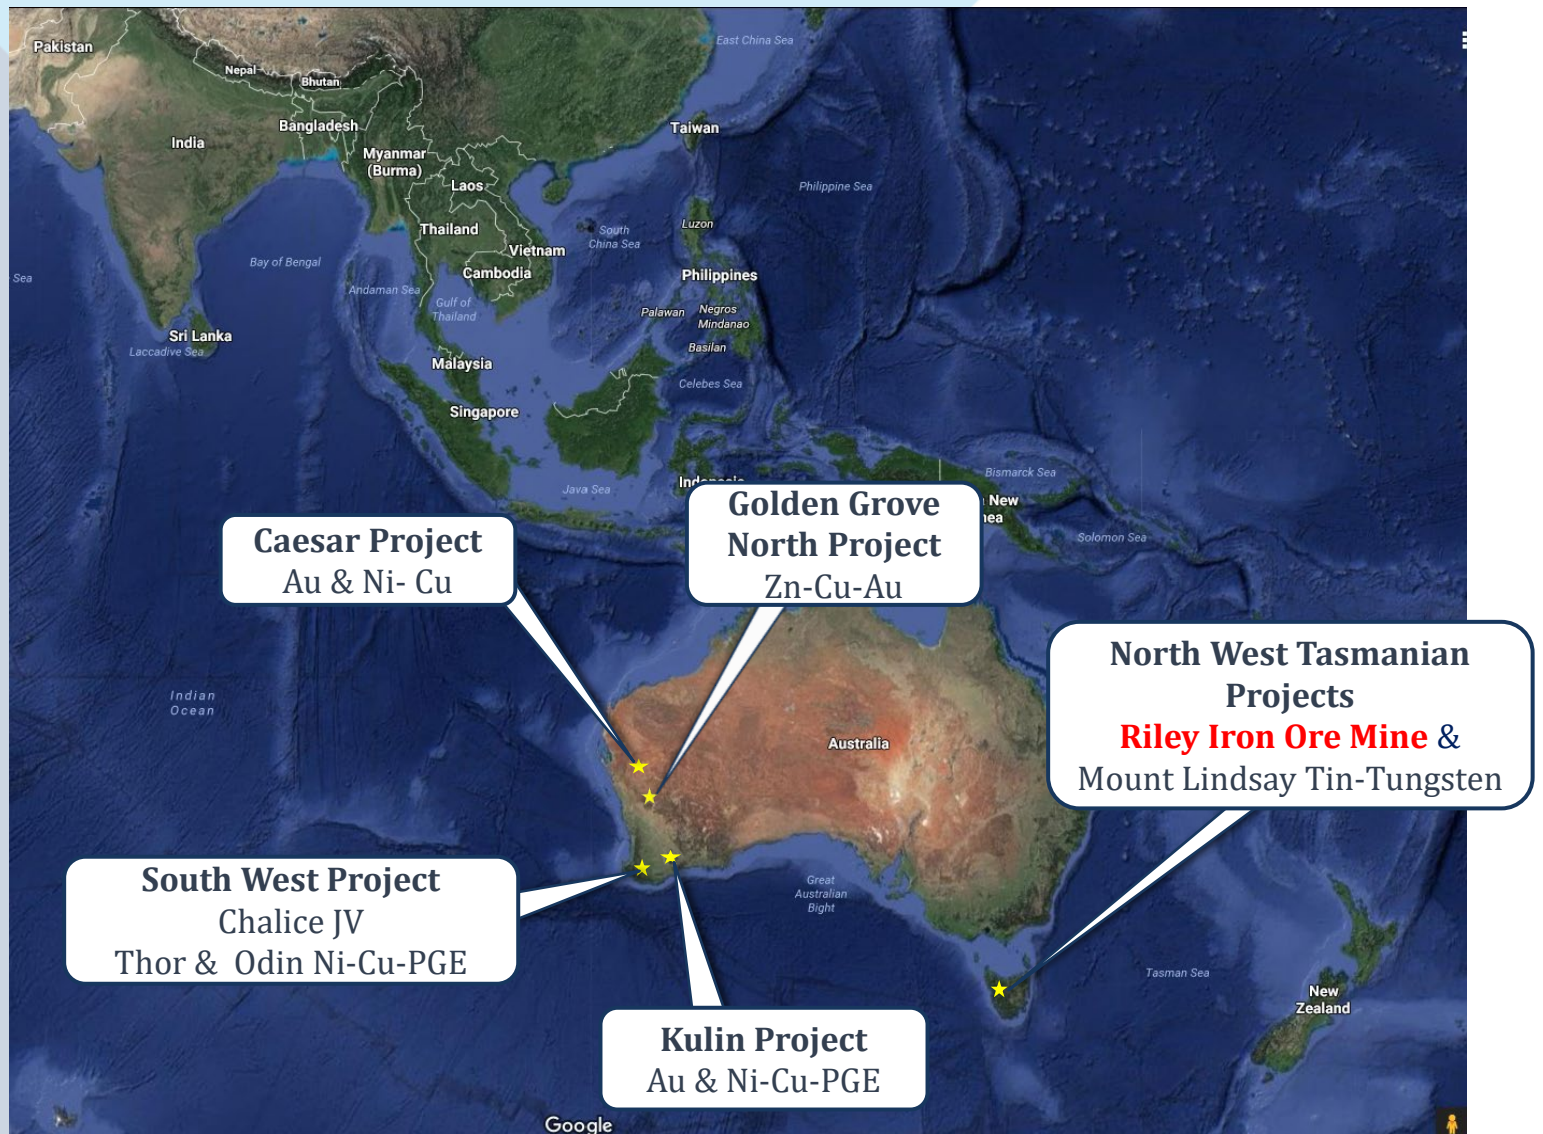 East China Sea
Pakistan
Nepal
Bhutan
Bangladesh
Taiwan
India
Myanmar
(Burma)
Laos
Philippine Sea
Luzon
Thailand
South
China Sea
Vietnam
Bay of Bengal
Cambodia
Philippines
Sea
Andaman Sea
Gulf of
Thailand
Palawan
Negros
Mindanao
Sri Lanka
Laccadive Sea
Basilan
Malaysia
Celebes Sea
Singapore
Bismarck Sea
Java Sea
New
Solomon Sea
Golden Grove
North Project
Zn-Cu-Au
Caesar Project
Au & Ni- Cu
North West Tasmanian
Projects
Riley Iron Ore Mine &
Mount Lindsay Tin-Tungsten
Indian
Ocean
Australia
South West Project
Chalice JV
Thor & Odin Ni-Cu-PGE
Great
Australian
Bight
Tasman Sea
New
Zealand
Kulin Project
Au & Ni-Cu-PGE
Google